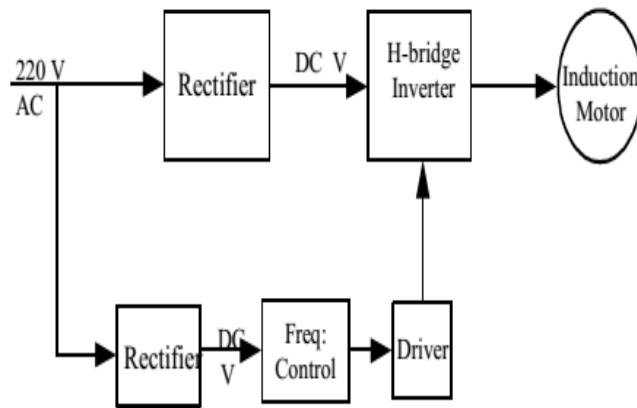 220 V
AC
Rectifier
DC V
H-bridge
Inverter
Induction
Motor
Rectifier
DC
V
Freq:
Control
Driver